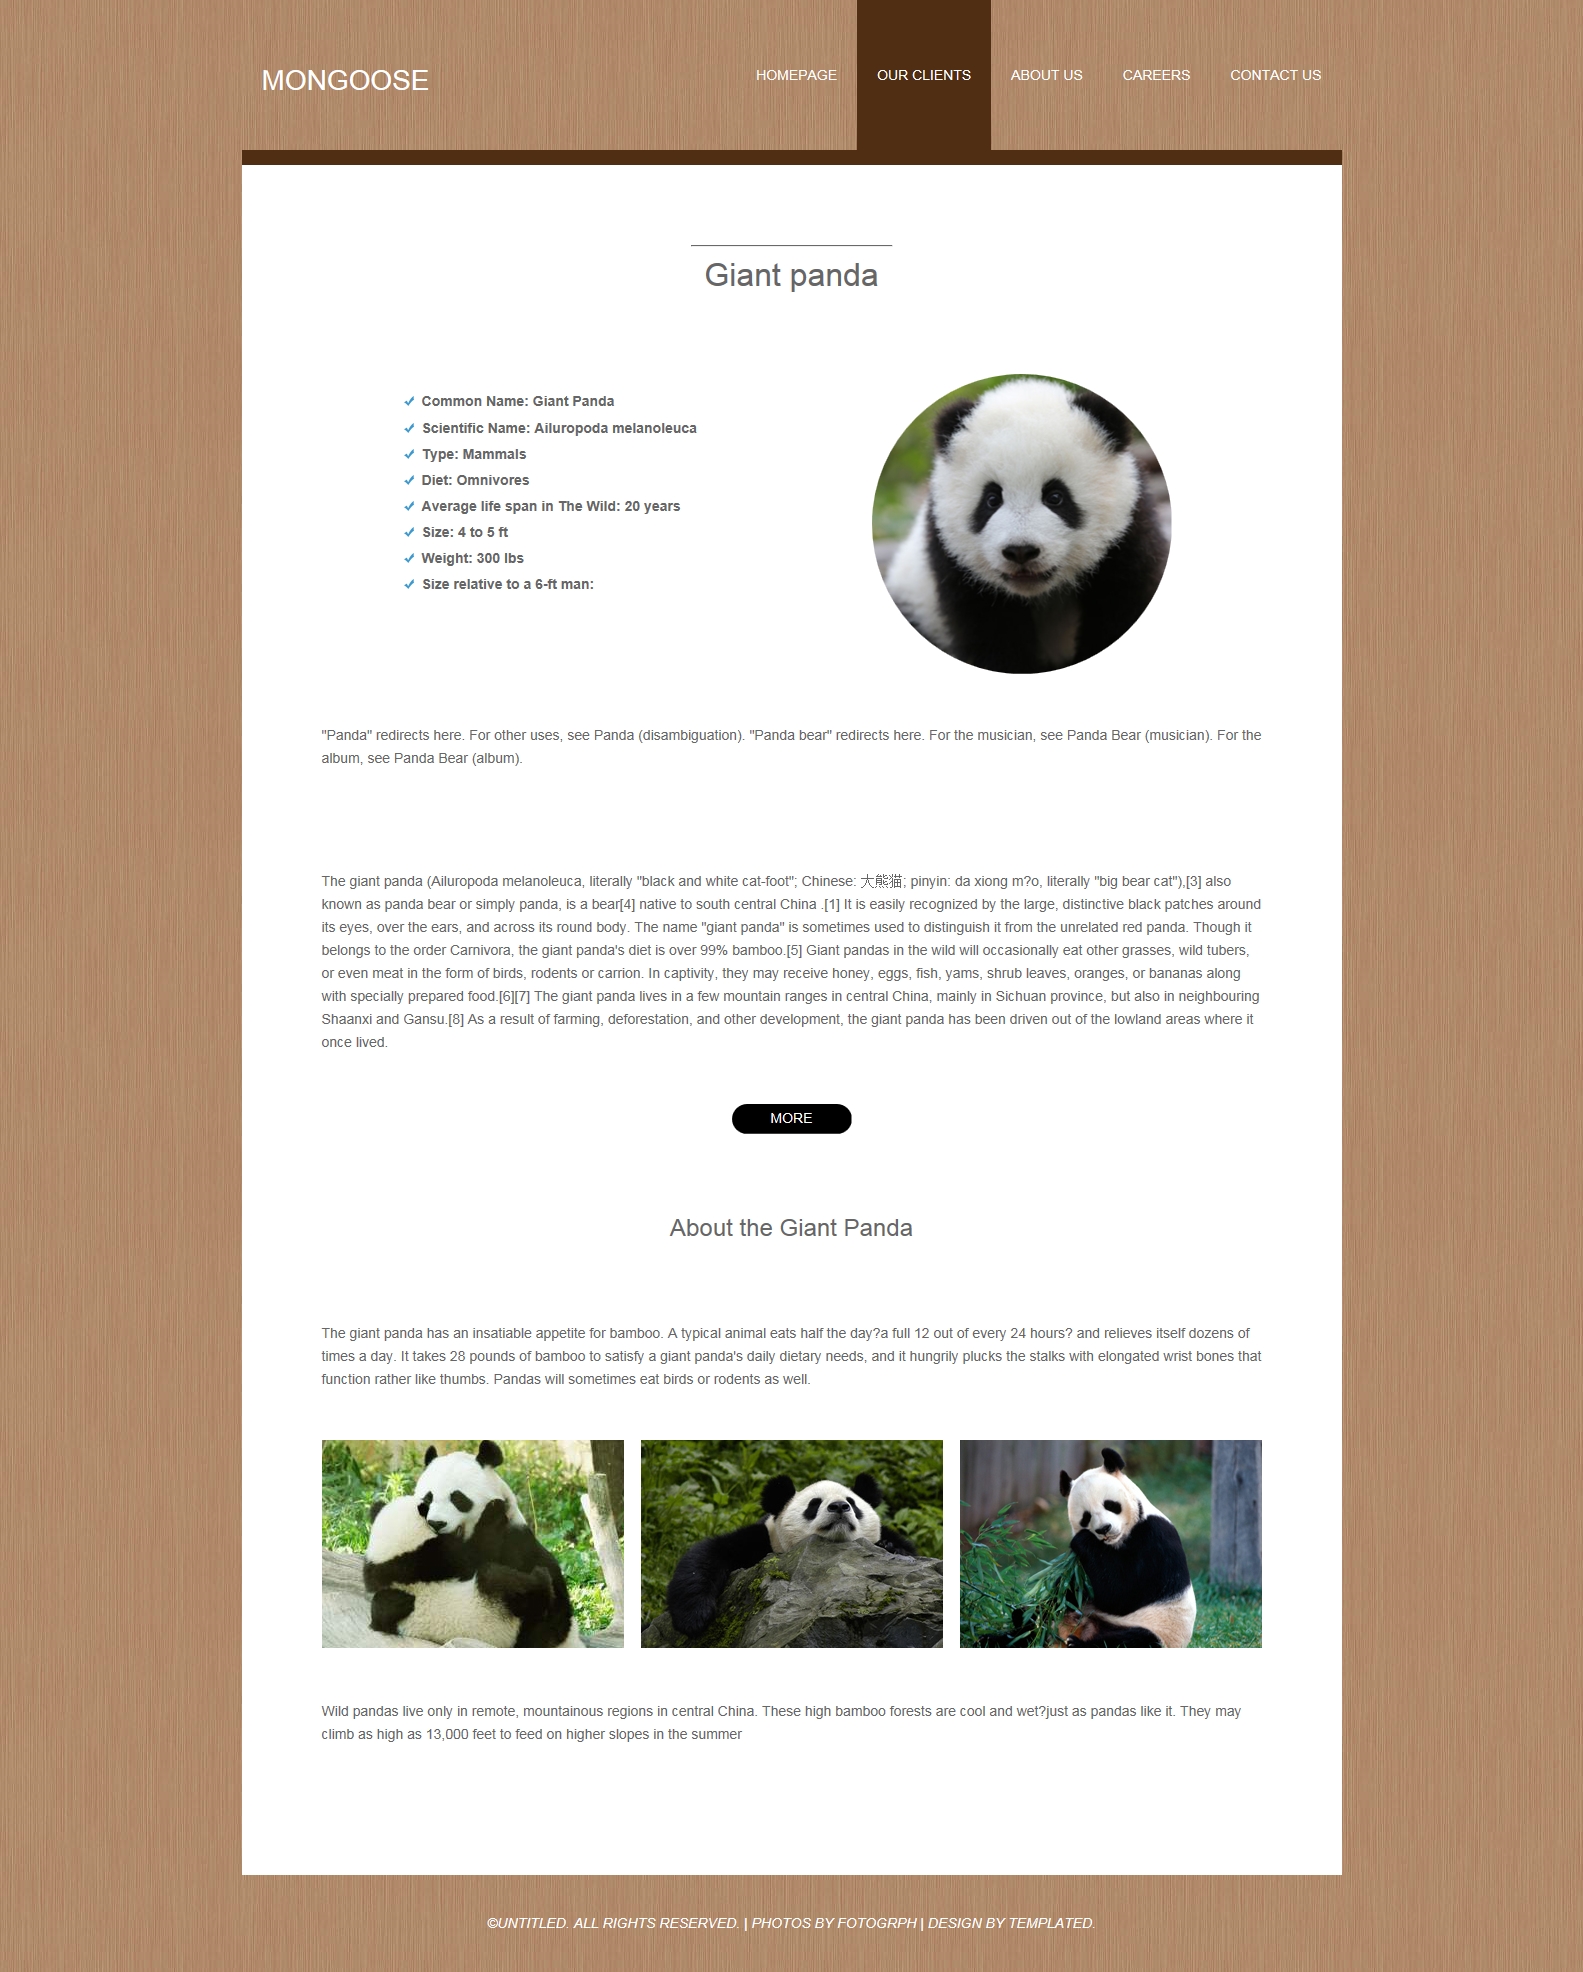 MONGOOSE
HOMEPAGE OUR CLIENTS ABOUT US CAREERS CONTACT US
Giant panda
Common Name: Giant Panda
Scientific Name: Ailuropoda melanoleuca
Type: Mammals
Diet: Omnivores
Average life span in The Wild: 20 years
Size: 4 to 5 ft
Weight: 300 lbs
Size relative to a 6-ft man:
"Panda" redirects here. For other uses, see Panda (disambiguation). "Panda bear" redirects here. For the musician, see Panda Bear (musician). For the
album, see Panda Bear (album).
The giant panda (Ailuropoda melanoleuca, literally "black and white cat-foot"; Chinese: 大熊猫; pinyin: da xiong m?o, literally "big bear cat"),[3] also
known as panda bear or simply panda, is a bear[4] native to south central China .[1] It is easily recognized by the large, distinctive black patches around
its eyes, over the ears, and across its round body. The name "giant panda" is sometimes used to distinguish it from the unrelated red panda. Though it
belongs to the order Carnivora, the giant panda's diet is over 99% bamboo.[5] Giant pandas in the wild will occasionally eat other grasses, wild tubers,
or even meat in the form of birds, rodents or carrion. In captivity, they may receive honey, eggs, fish, yams, shrub leaves, oranges, or bananas along
with specially prepared food.[6][7] The giant panda lives in a few mountain ranges in central China, mainly in Sichuan province, but also in neighbouring
Shaanxi and Gansu.[8] As a result of farming, deforestation, and other development, the giant panda has been driven out of the lowland areas where it
once lived.
MORE
About the Giant Panda
The giant panda has an insatiable appetite for bamboo. A typical animal eats half the day?a full 12 out of every 24 hours? and relieves itself dozens of
times a day. It takes 28 pounds of bamboo to satisfy a giant panda's daily dietary needs, and it hungrily plucks the stalks with elongated wrist bones that
function rather like thumbs. Pandas will sometimes eat birds or rodents as well.
Wild pandas live only in remote, mountainous regions in central China. These high bamboo forests are cool and wet?just as pandas like it. They may
climb as high as 13,000 feet to feed on higher slopes in the summer
©UNTITLED. ALL RIGHTS RESERVED. | PHOTOS BY FOTOGRPH | DESIGN BY TEMPLATED.